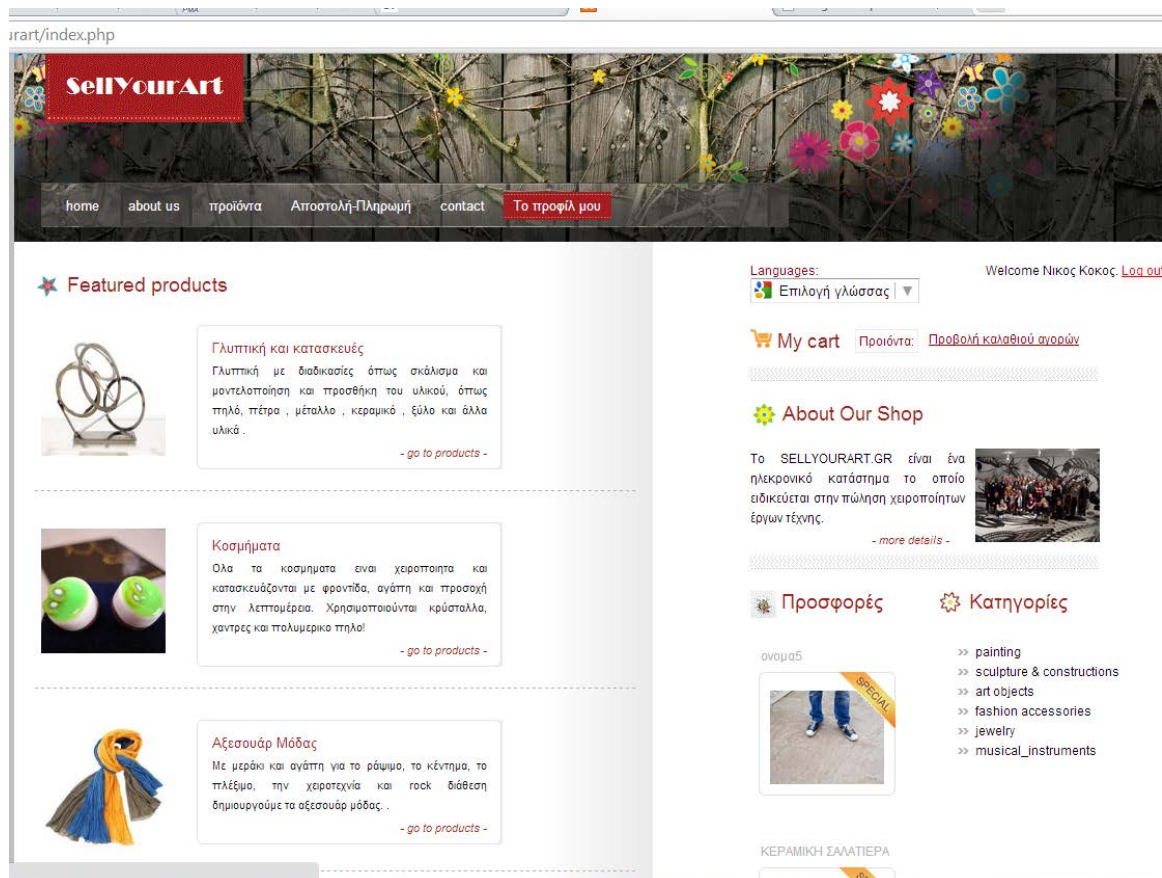 urart/index.php
SellYourArt
home about us προϊόντα Αποστολή-Πληρωμή contact Το προφίλ μου
Featured products
Γλυπτική και κατασκευές
Γλυπτική με διαδικασίες όπως σκάλισμα και
μοντελοποίηση και προσθήκη του υλικού, όπως
πηλό, πέτρα , μέταλλο , κεραμικό , ξύλο και άλλα
υλικά .
- go to products -
Κοσμήματα
Ολα τα κοσμηματα ειναι χειροποιητα και
κατασκευάζονται με φροντίδα, αγάπη και προσοχή
στην λεπτομέρεια. Χρησιμοποιούνται κρύσταλλα,
χαντρες και πολυμερικο πηλο!
- go to products -
Αξεσουάρ Μόδας
Με μεράκι και αγάπη για το ράψιμο, το κέντημα, το
πλέξιμο, την χειροτεχνία και rock διάθεση
δημιουργούμε τα αξεσουάρ μόδας. .
- go to products -
Languages:
Επιλογή γλώσσας
Welcome Νικος Κοκος. Log out
My cart Προιόντα: Προβολή καλαθιού αγορών
About Our Shop
Το SELLYOURART.GR είναι ένα
ηλεκρονικό κατάστημα το οποίο
ειδικεύεται στην πώληση χειροποίητων
έργων τέχνης.
- more details -
Προσφορές
ονομα5
SPECIAL
ΚΕΡΑΜΙΚΗ ΣΑΛΑΤΙΕΡΑ
Κατηγορίες
» painting
» sculpture & constructions
» art objects
» fashion accessories
» jewelry
» musical_instruments